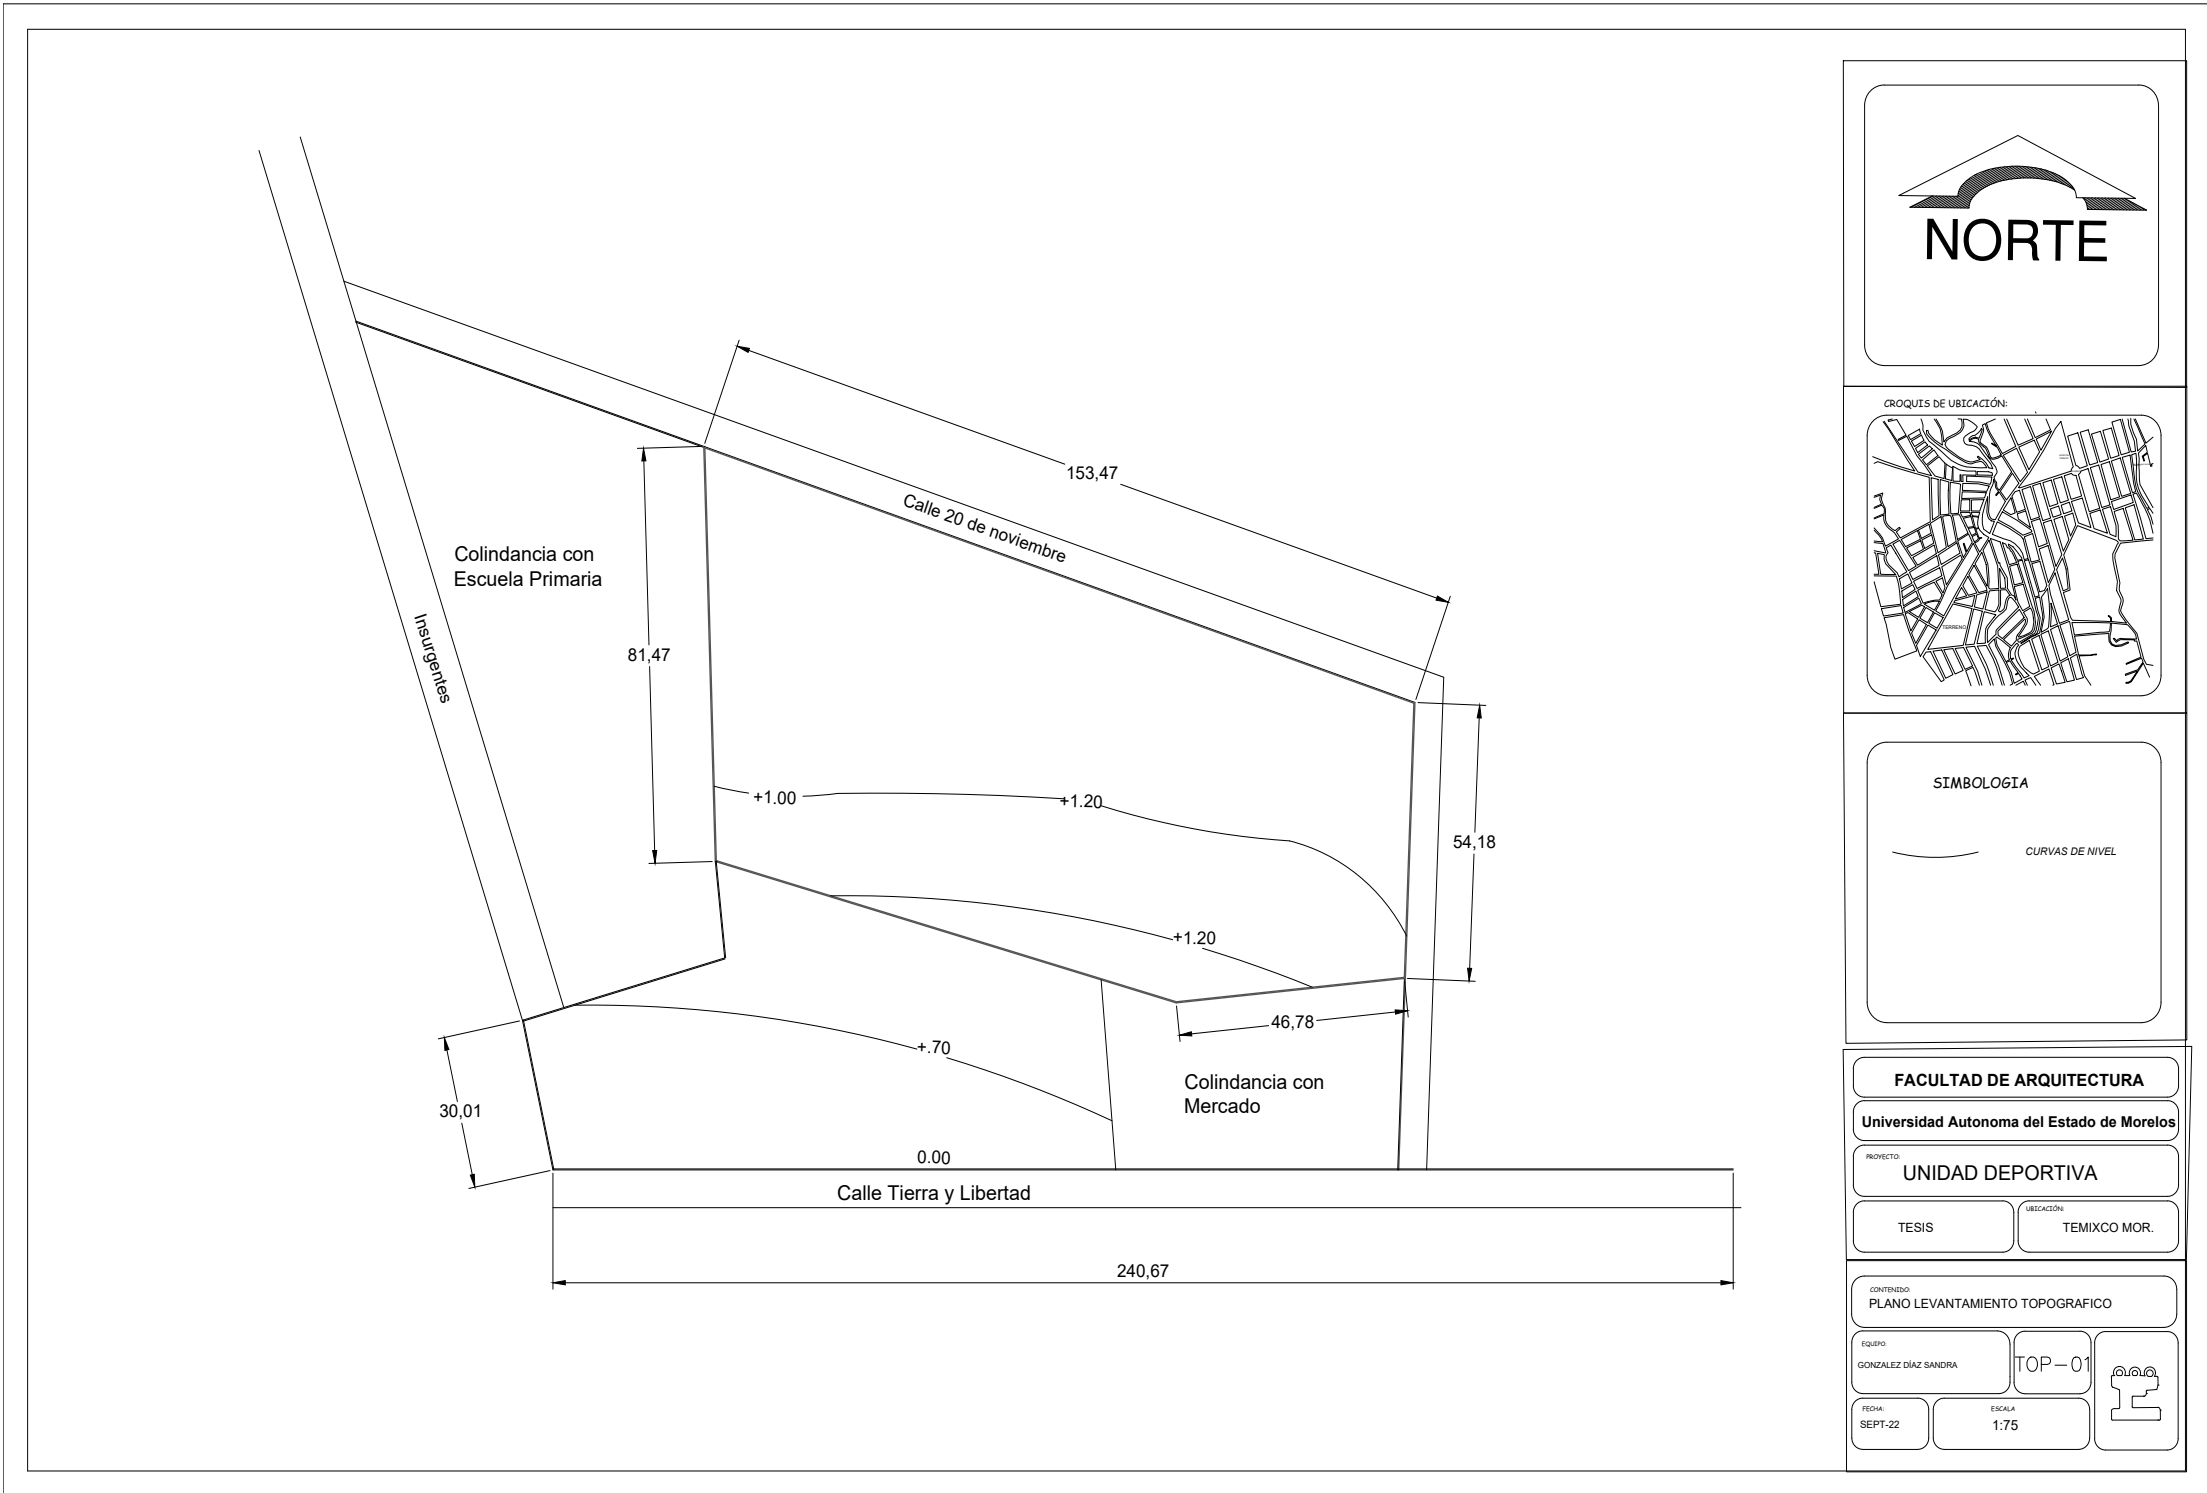 NORTE
CROQUIS DE UBICACIÓN:
TERRENO
SIMBOLOGIA
CURVAS DE NIVEL
FACULTAD DE ARQUITECTURA
Universidad Autonoma del Estado de Morelos
PROYECTO:
UNIDAD DEPORTIVA
TESIS
UBICACIÓN:
TEMIXCO MOR.
CONTENIDO:
PLANO LEVANTAMIENTO TOPOGRAFICO
EQUIPO:
GONZALEZ DÍAZ SANDRA
TOP-01
FECHA:
SEPT-22
ESCALA
1:75
153,47
Calle 20 de noviembre
Colindancia con
Escuela Primaria
Insurgentes
81,47
+1.00
+1.20
54,18
+1.20
46,78
+.70
Colindancia con
Mercado
30,01
0.00
Calle Tierra y Libertad
240,67